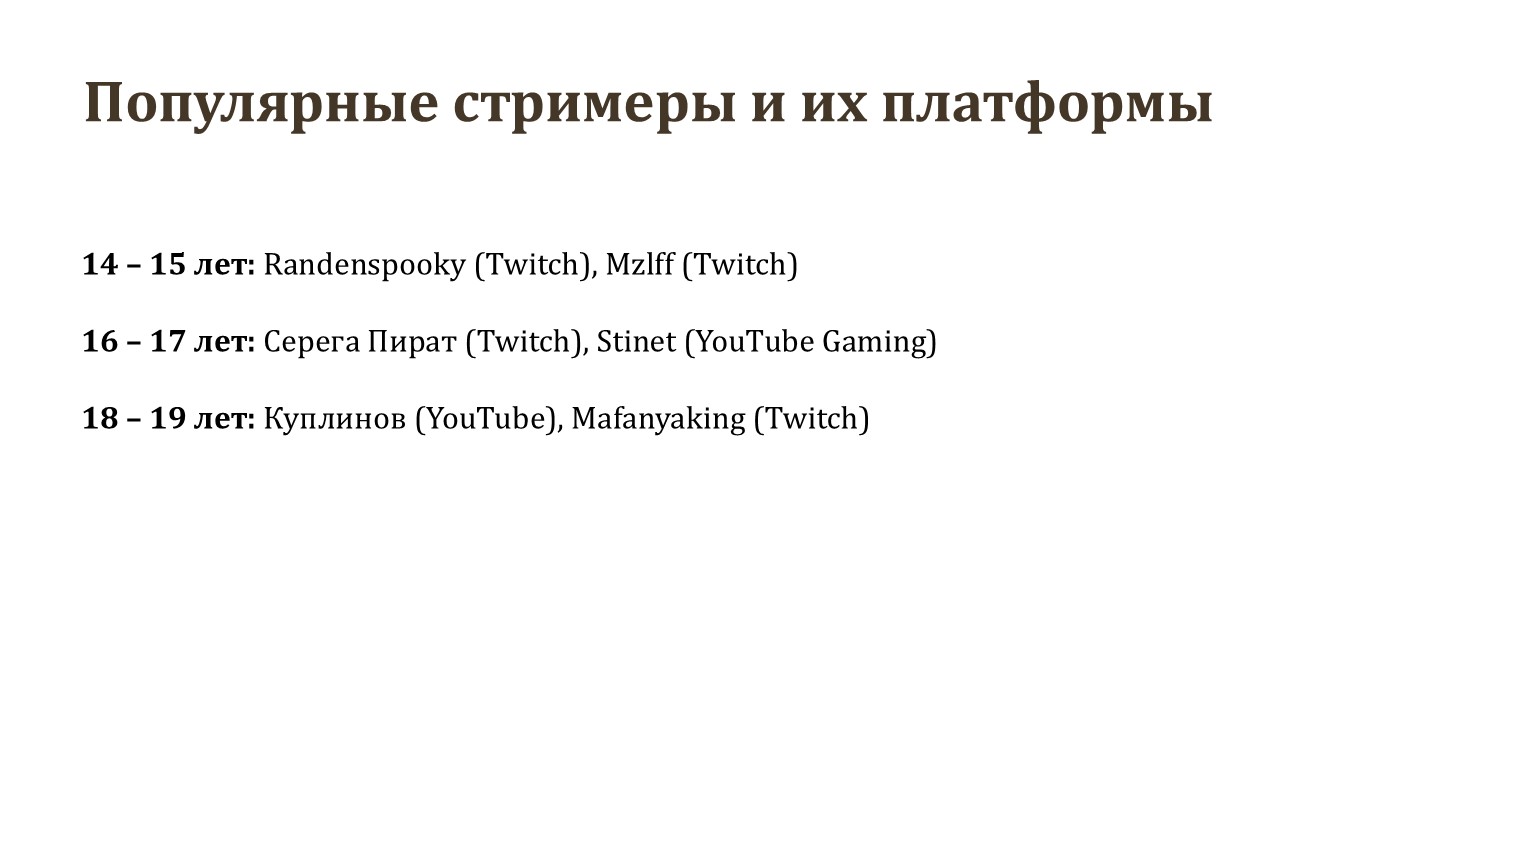 Популярные стримеры и их платформы
14 – 15 лет: Randenspooky (Twitch), Mzlff (Twitch)
16 – 17 лет: Серега Пират (Twitch), Stinet (YouTube Gaming)
18 – 19 лет: Куплинов (YouTube), Mafanyaking (Twitch)